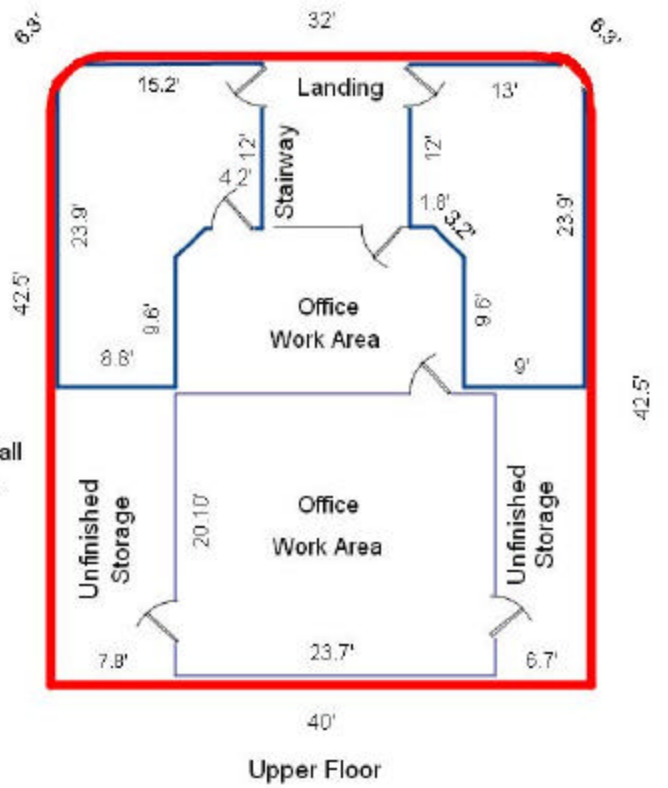 6.3'
32'
6.3'
15.2'
Landing
13'
12'
Stairway
12'
4.2'
1.8'
3.2'
23.9'
23.9'
42.5'
Office
Work Area
9.6'
9.6'
8.8'
9'
42.5'
all
Unfinished
Storage
20.10'
Office
Work Area
Unfinished
Storage
7.8'
23.7'
6.7'
40'
Upper Floor